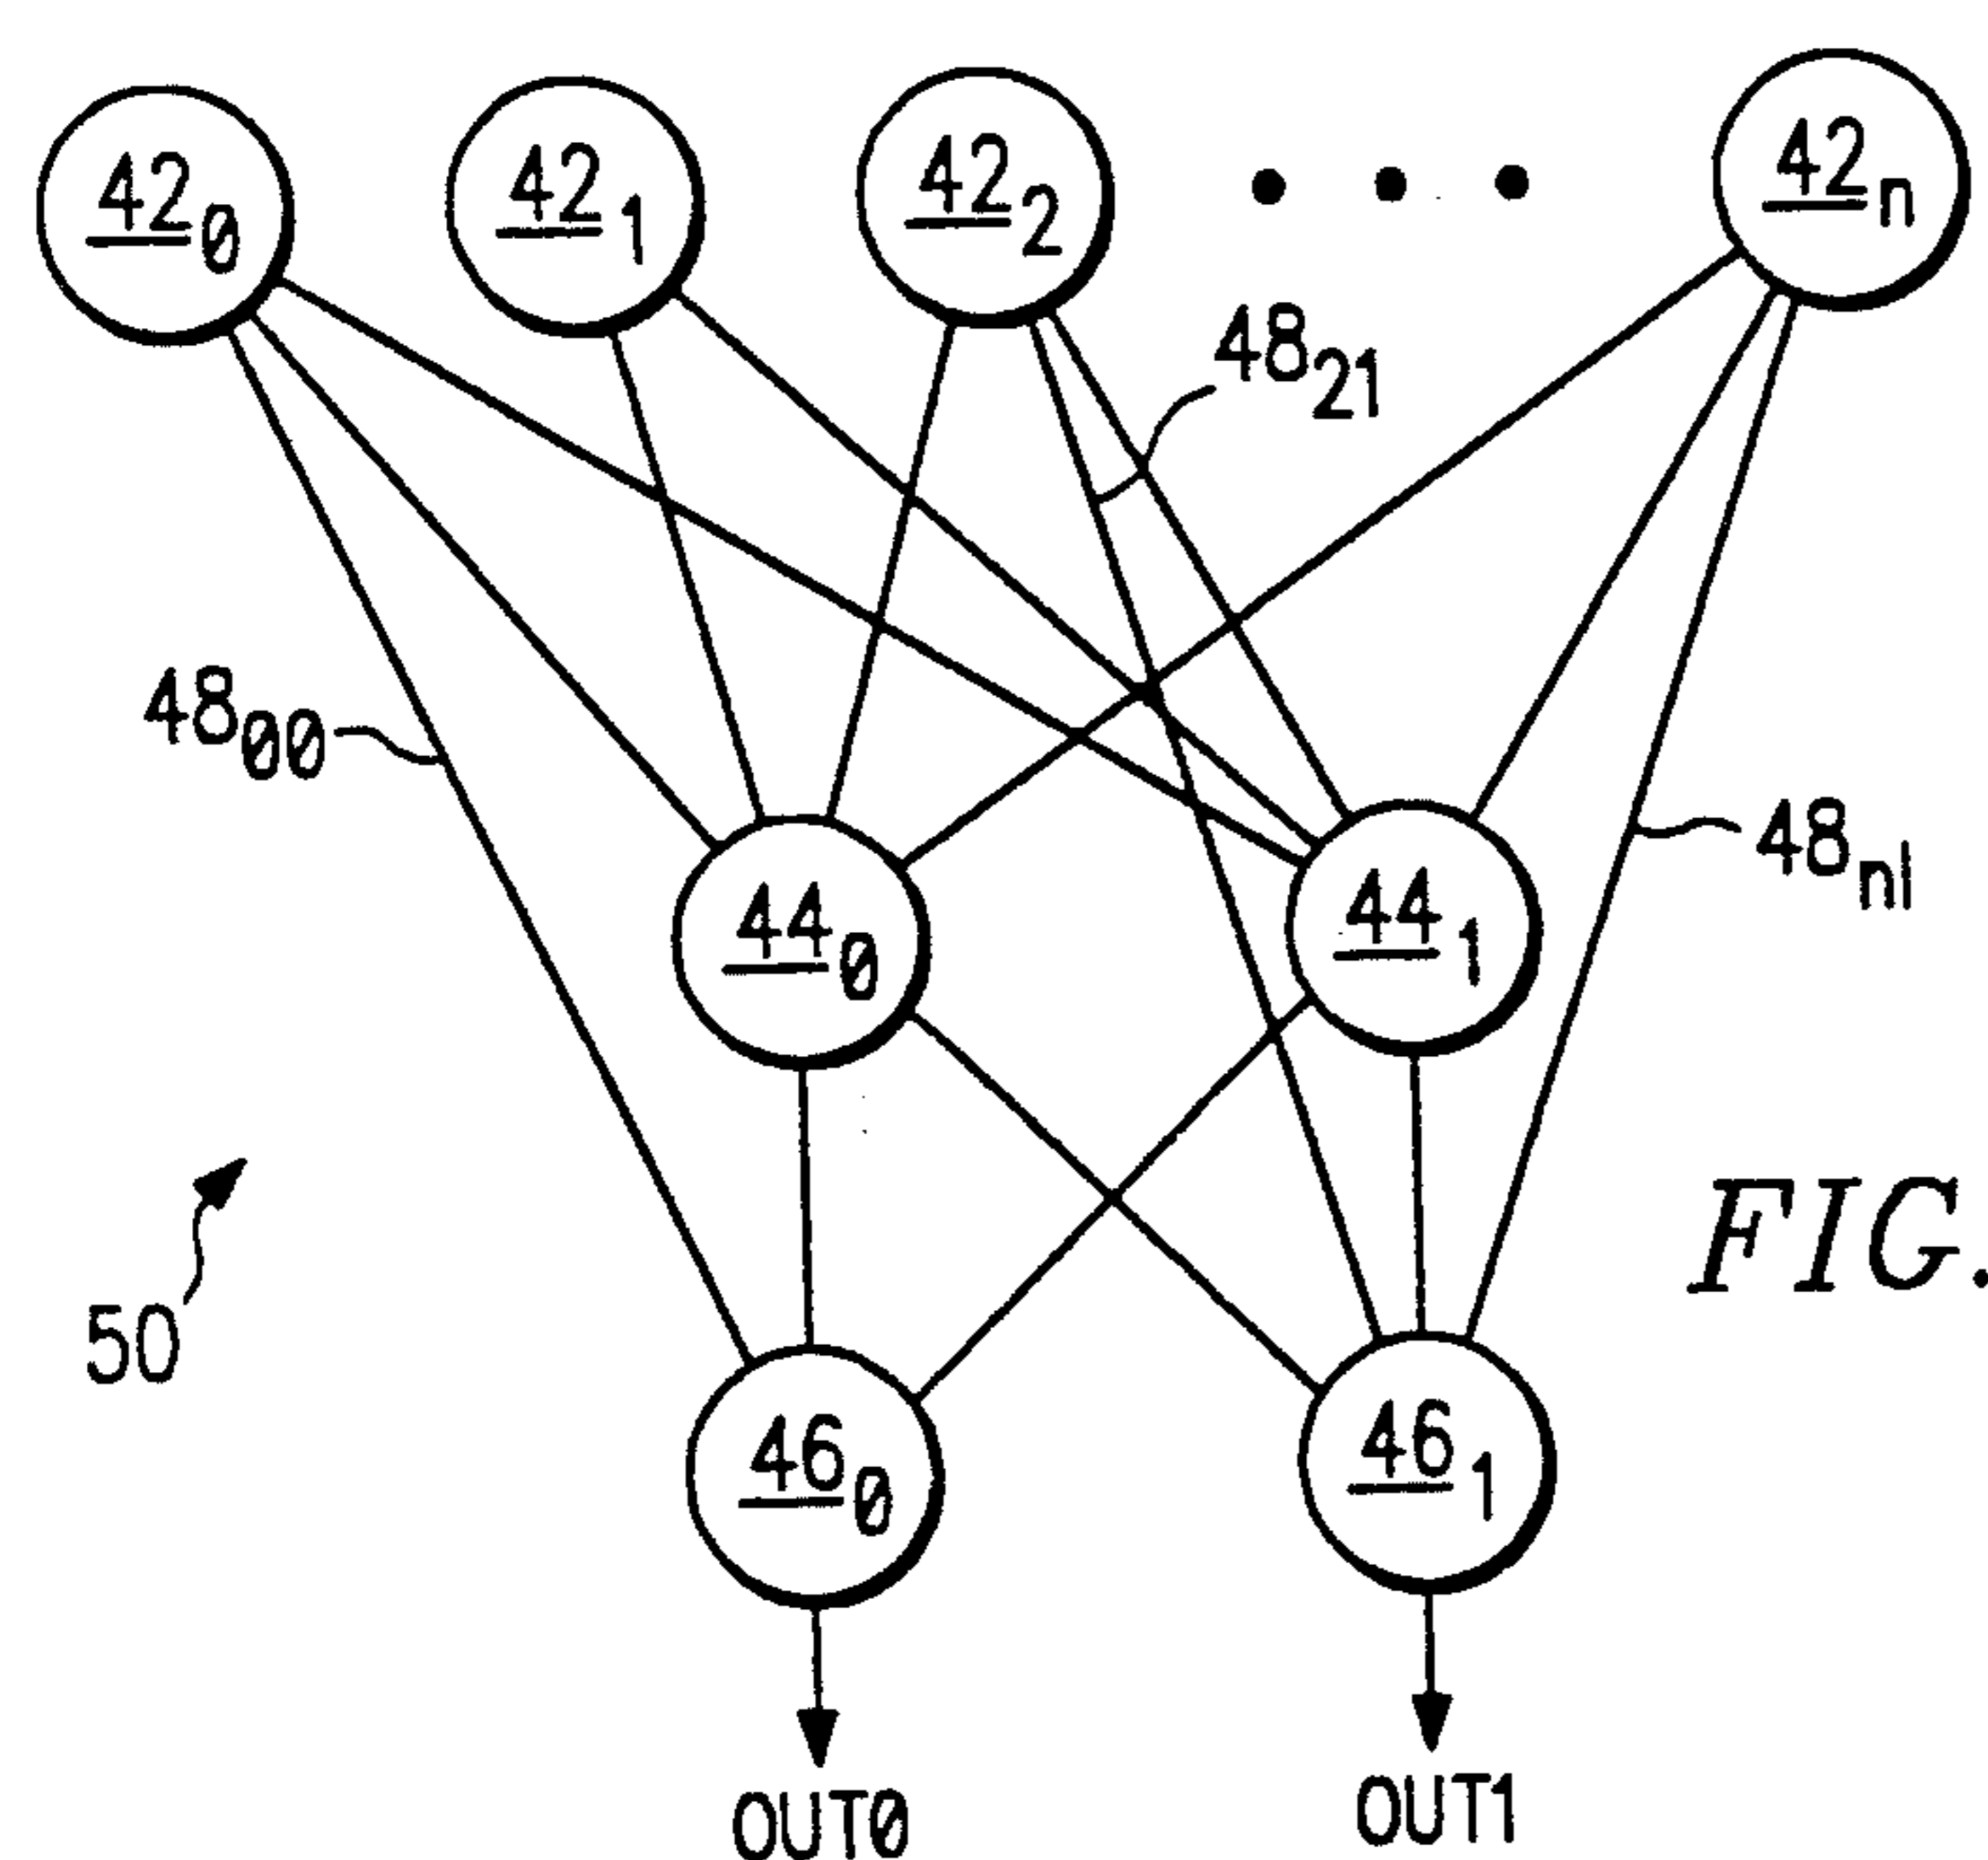 42₀ 42₁ 42₂ 42ₙ
48₂₁
48₀₀
48ₙₗ
44₀ 44₁
50
FIG.
46₀ 46₁
OUT0 OUT1